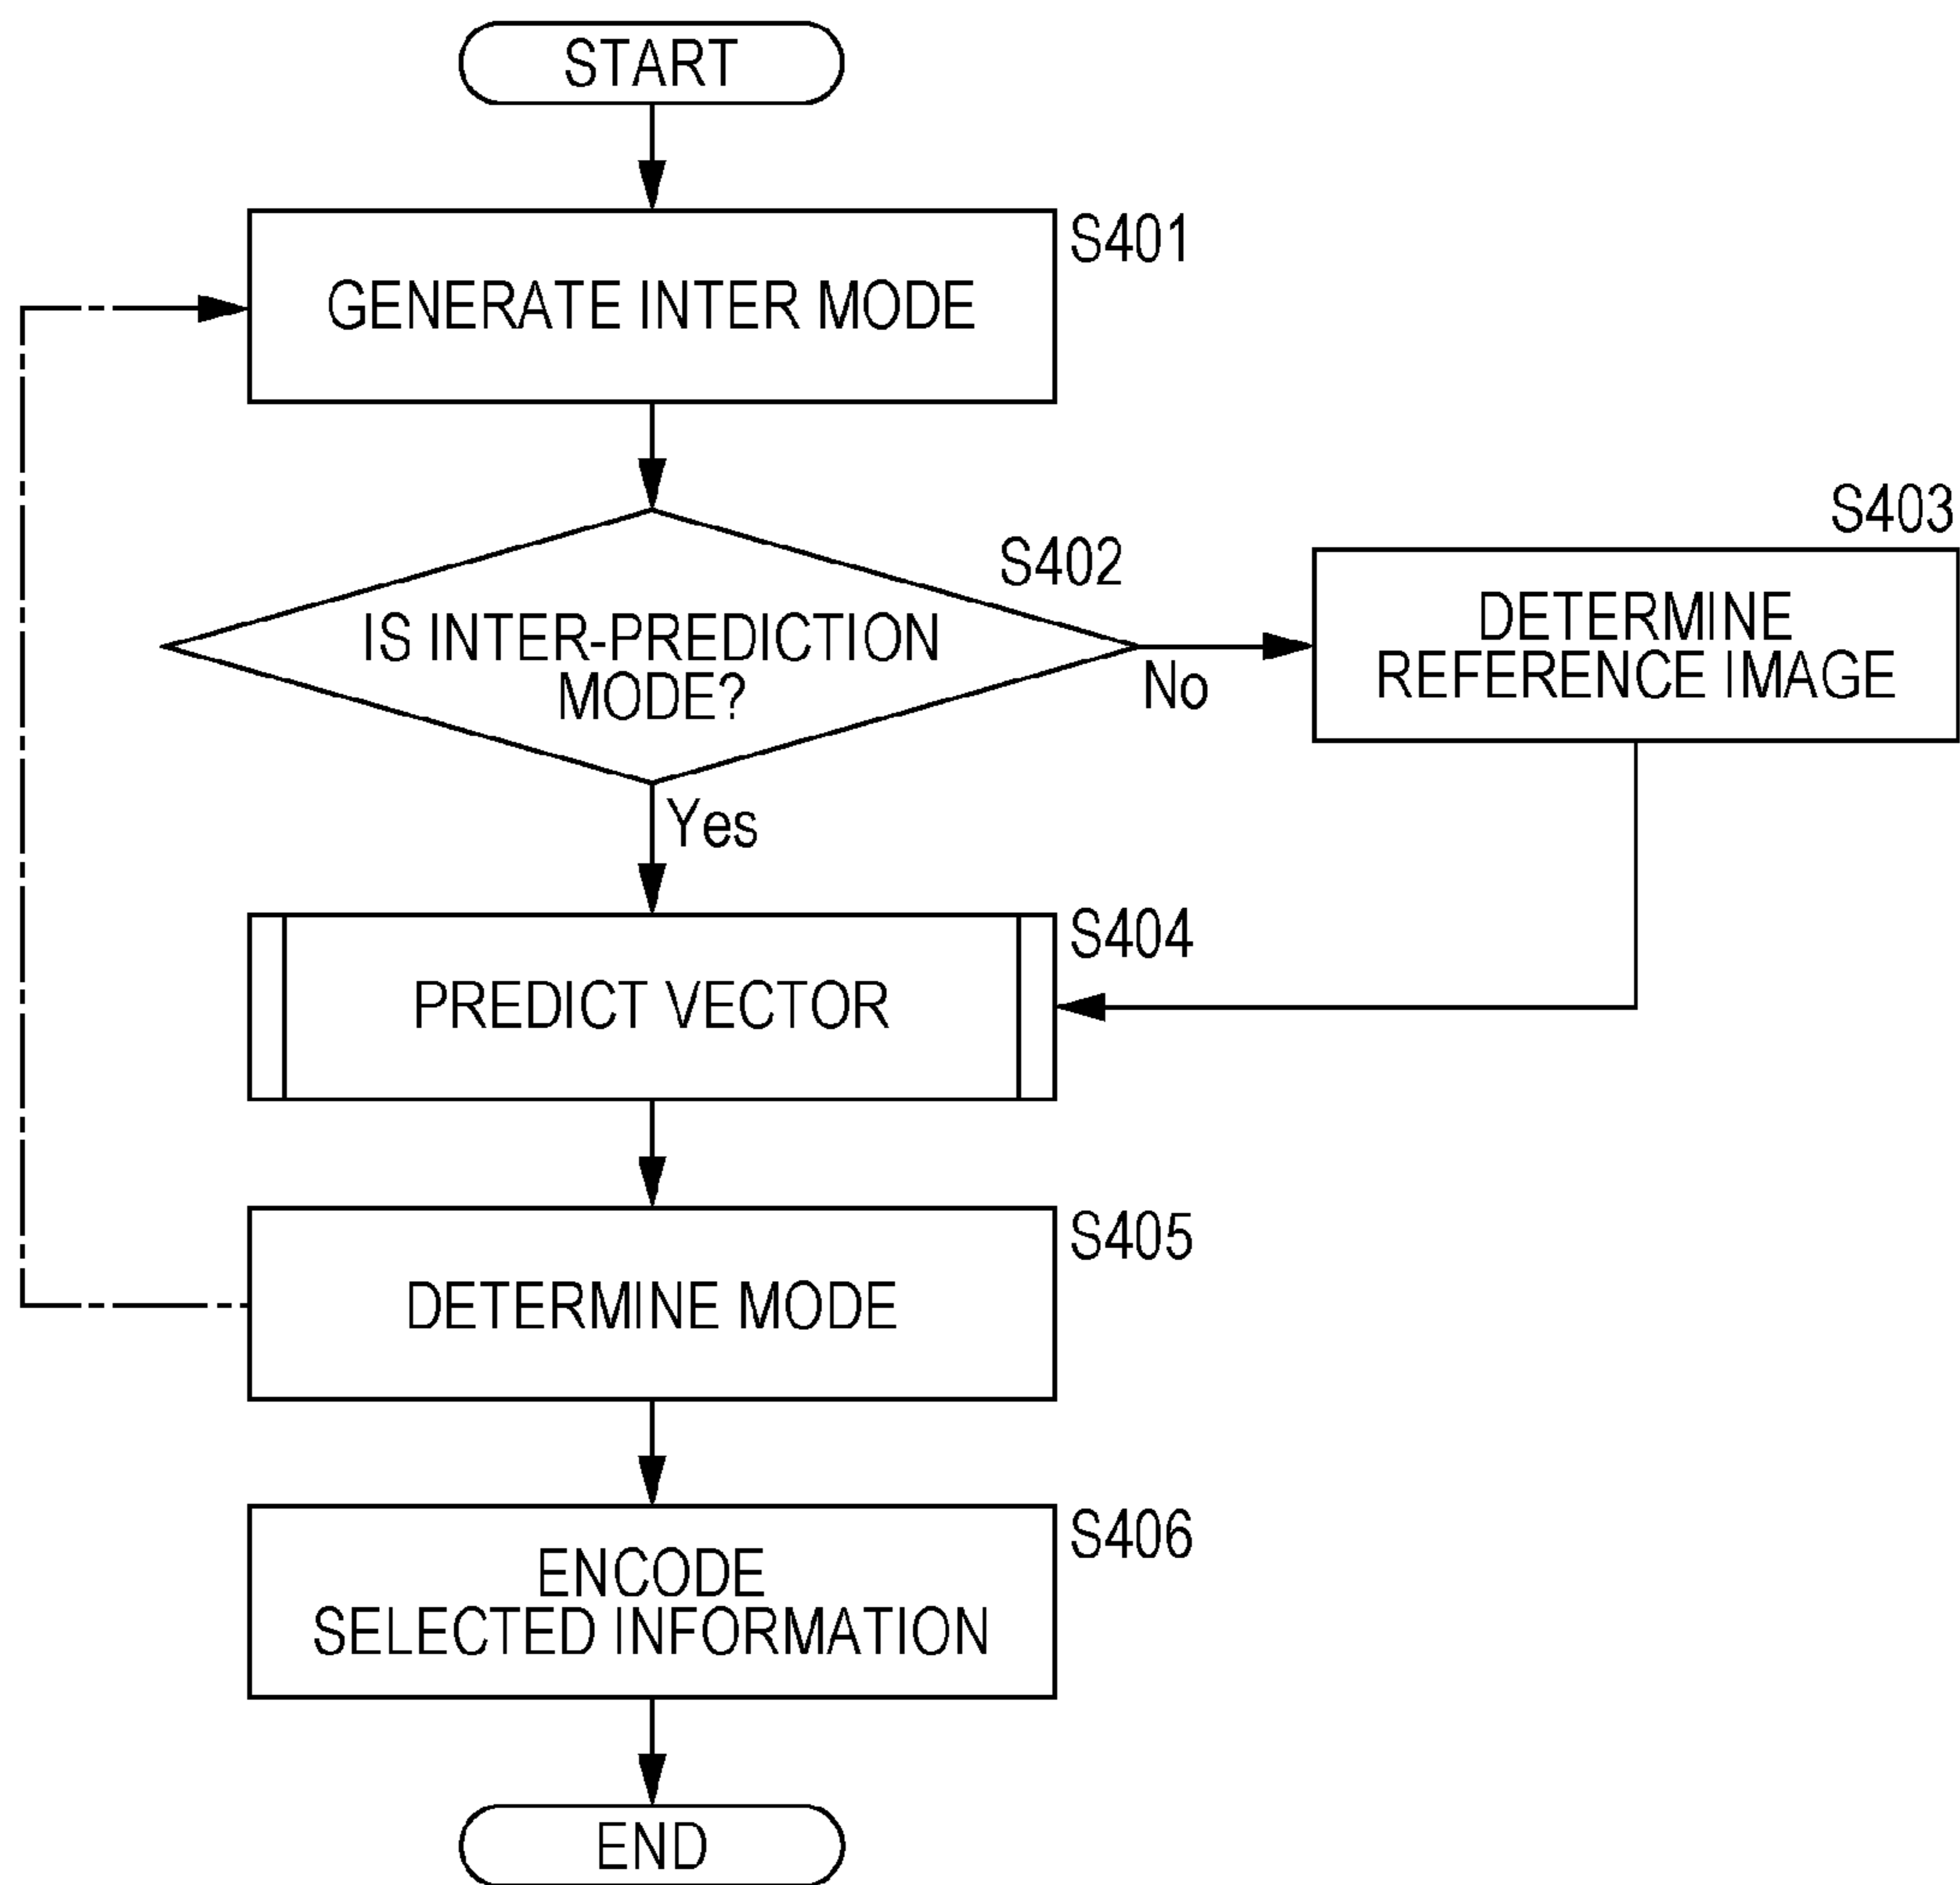 START
S401
GENERATE INTER MODE
S402
IS INTER-PREDICTION
MODE?
No
S403
DETERMINE
REFERENCE IMAGE
Yes
S404
PREDICT VECTOR
S405
DETERMINE MODE
S406
ENCODE
SELECTED INFORMATION
END